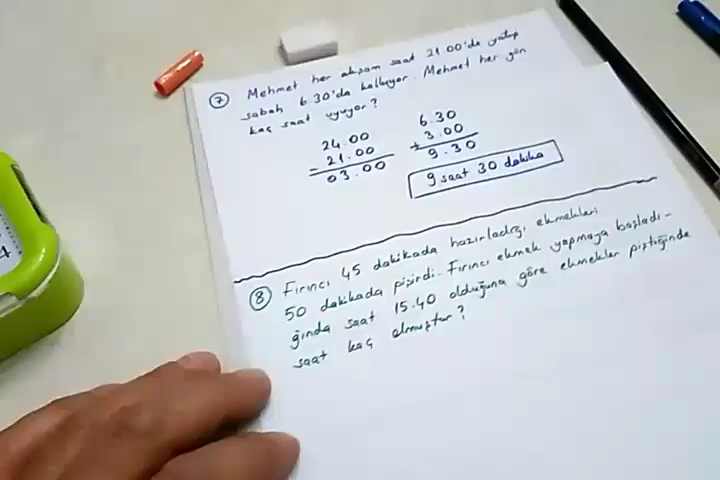 7 Mehmet her akşam saat 21.00'da yatıp
sabah 6.30'da kalkıyor. Mehmet her gün
kaç saat uyuyor?
24.00
- 21.00
03.00
6.30
+ 3.00
9.30
9 saat 30 dakika
8 Fırıncı 45 dakikada hazırladığı ekmekleri
50 dakikada pişirdi. Fırıncı ekmek yapmaya başladı-
ğında saat 15.40 olduğuna göre ekmekler piştiğinde
saat kaç olmuştur?
4